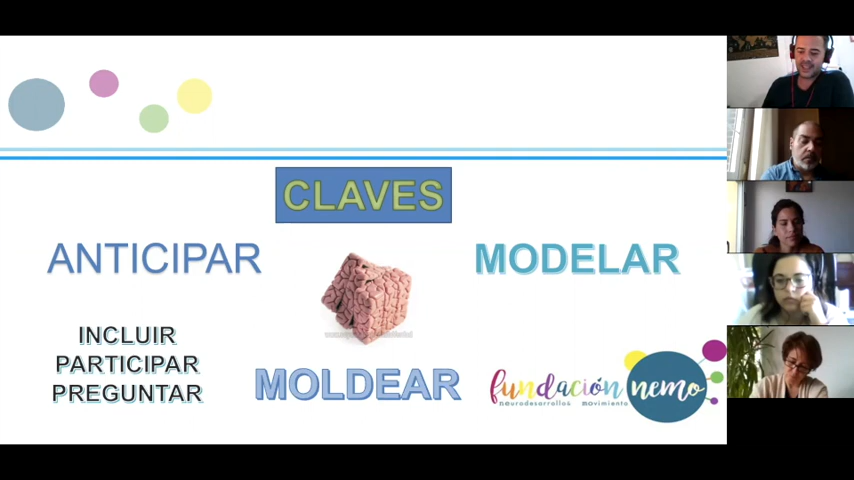 CLAVES
ANTICIPAR
MODELAR
INCLUIR
PARTICIPAR
PREGUNTAR
MOLDEAR
fundación nemo
neurodesarrollo& movimiento